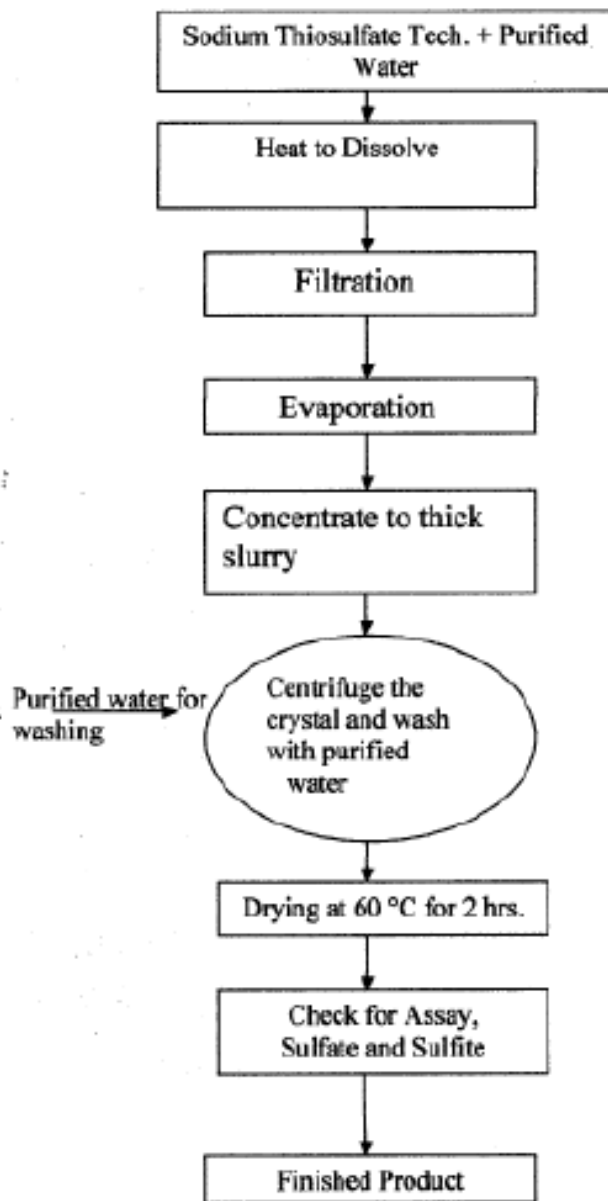 Sodium Thiosulfate Tech. + Purified
Water
Heat to Dissolve
Filtration
Evaporation
Concentrate to thick
slurry
Purified water for
washing
Centrifuge the
crystal and wash
with purified
water
Drying at 60 °C for 2 hrs.
Check for Assay,
Sulfate and Sulfite
Finished Product